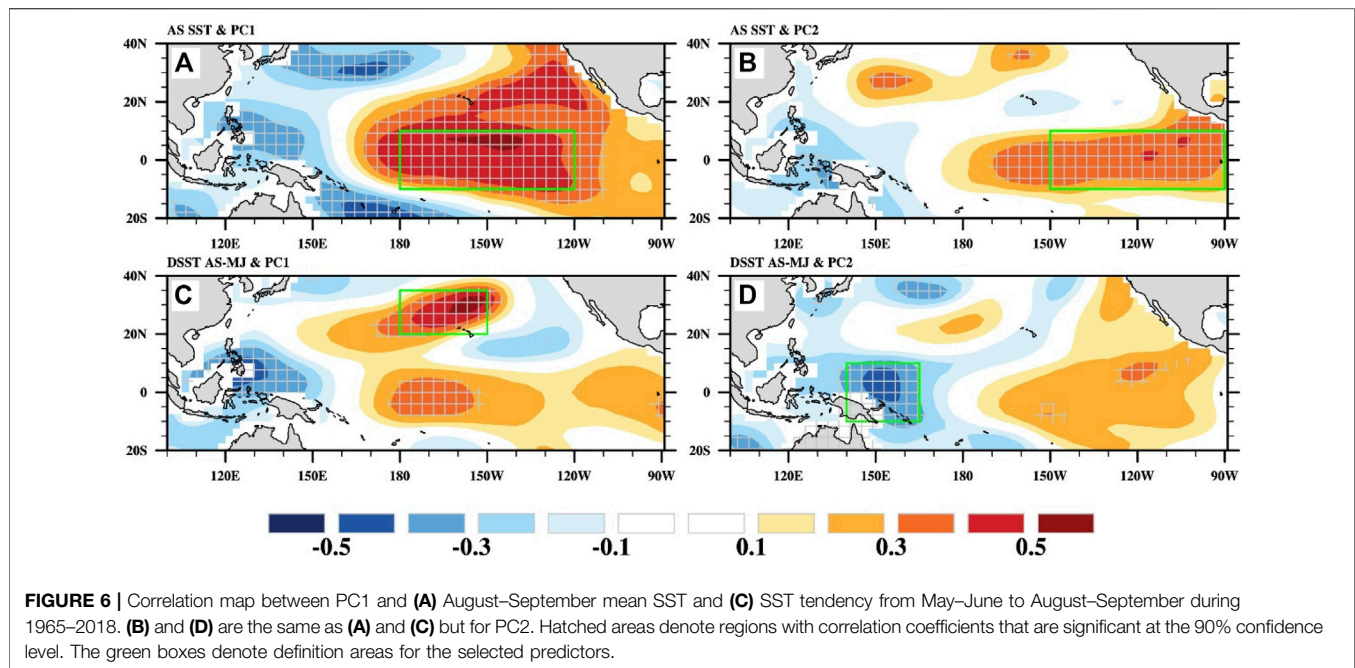 AS SST & PC1
AS SST & PC2
40N
A
20N
0
20S
120E 150E 180 150W 120W 90W
40N
B
20N
0
20S
120E 150E 180 150W 120W 90W
DSST AS-MJ & PC1
DSST AS-MJ & PC2
40N
C
20N
0
20S
120E 150E 180 150W 120W 90W
40N
D
20N
0
20S
120E 150E 180 150W 120W 90W
-0.5 -0.3 -0.1 0.1 0.3 0.5
FIGURE 6 | Correlation map between PC1 and (A) August–September mean SST and (C) SST tendency from May–June to August–September during
1965–2018. (B) and (D) are the same as (A) and (C) but for PC2. Hatched areas denote regions with correlation coefficients that are significant at the 90% confidence
level. The green boxes denote definition areas for the selected predictors.